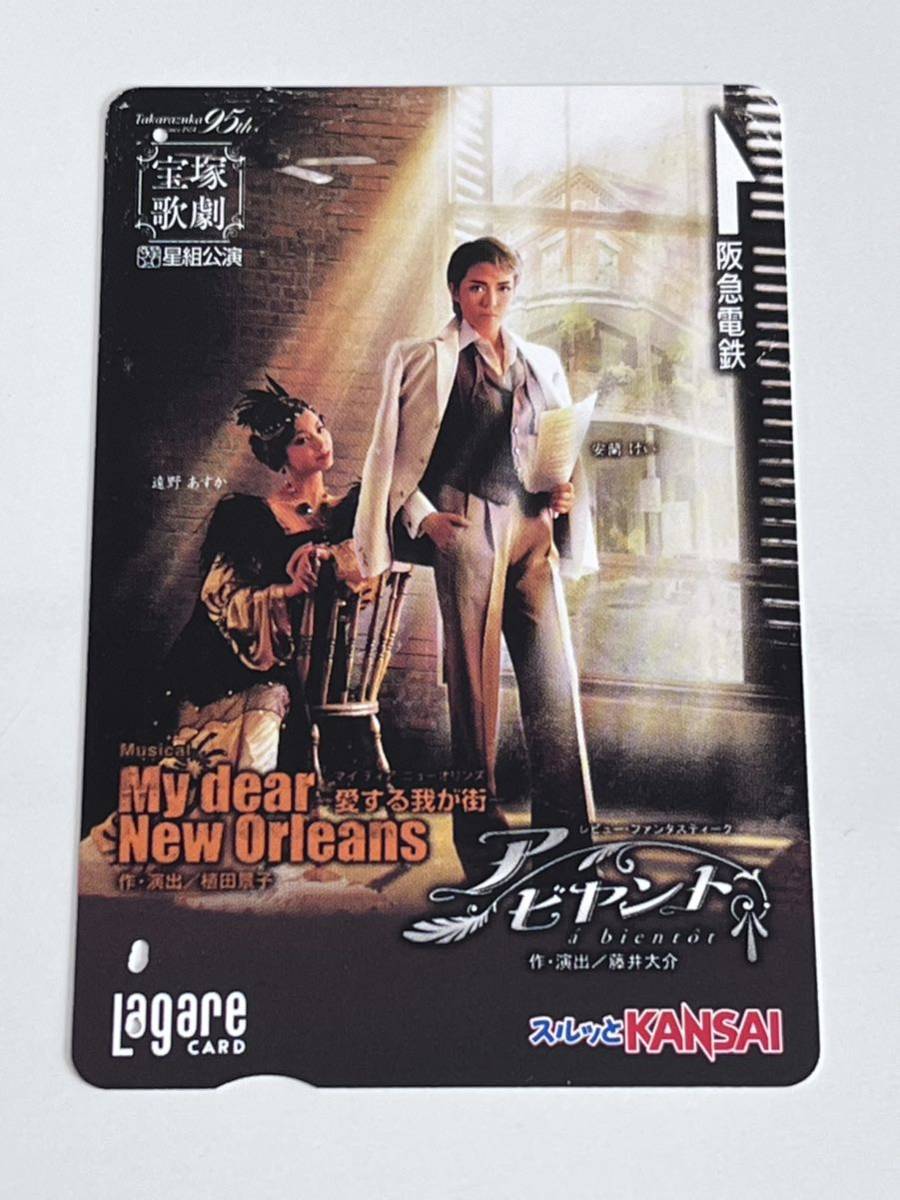 Takarazuka 95th
since 1914
宝塚
歌劇
星組公演
阪急電鉄
安蘭 けい
遠野 あすか
Musical
My dear
New Orleans
マイ ディア ニューオリンズ
愛する我が街
作・演出／植田景子
レビュー・ファンタスティーク
ア ビヤント
à bientôt
作・演出／藤井大介
Lagare
CARD
スルッとKANSAI